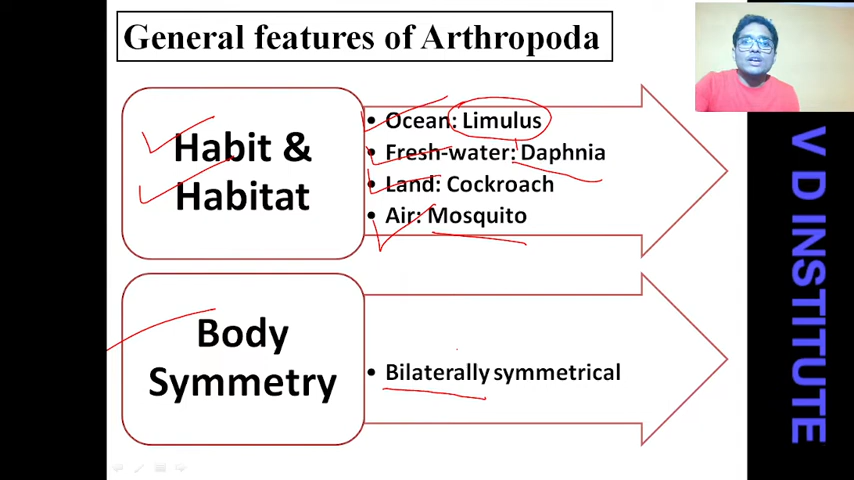 General features of Arthropoda
Habit &
Habitat
• Ocean: Limulus
• Fresh-water: Daphnia
• Land: Cockroach
• Air: Mosquito
Body
Symmetry
• Bilaterally symmetrical
V D INSTITUTE